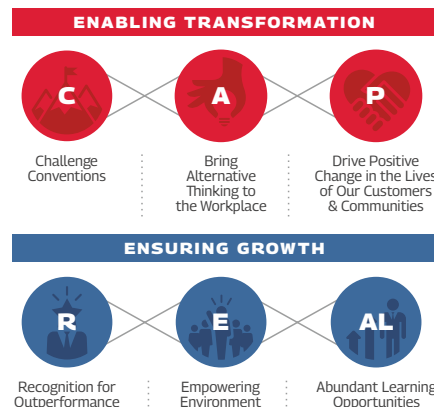 ENABLING TRANSFORMATION
C A P
Challenge
Conventions
Bring
Alternative
Thinking to
the Workplace
Drive Positive
Change in the Lives
of Our Customers
& Communities
ENSURING GROWTH
R E AL
Recognition for
Outperformance
Empowering
Environment
Abundant Learning
Opportunities